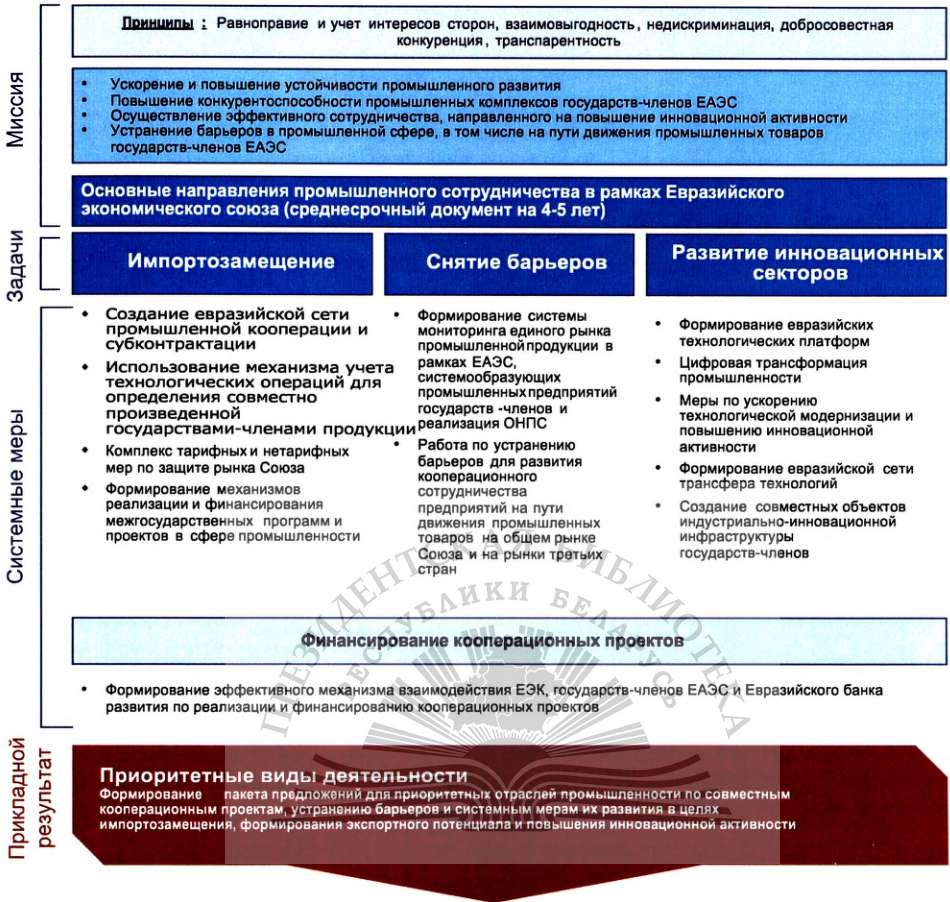 Миссия
Принципы : Равноправие и учет интересов сторон, взаимовыгодность, недискриминация, добросовестная
конкуренция, транспарентность
• Ускорение и повышение устойчивости промышленного развития
• Повышение конкурентоспособности промышленных комплексов государств-членов ЕАЭС
• Осуществление эффективного сотрудничества, направленного на повышение инновационной активности
• Устранение барьеров в промышленной сфере, в том числе на пути движения промышленных товаров
государств-членов ЕАЭС
Основные направления промышленного сотрудничества в рамках Евразийского
экономического союза (среднесрочный документ на 4-5 лет)
Задачи
Импортозамещение
Снятие барьеров
Развитие инновационных
секторов
Системные меры
• Создание евразийской сети
промышленной кооперации и
субконтрактации
• Использование механизма учета
технологических операций для
определения совместно
произведенной
государствами-членами продукции
• Комплекс тарифных и нетарифных
мер по защите рынка Союза
• Формирование механизмов
реализации и финансирования
межгосударственных программ и
проектов в сфере промышленности
• Формирование системы
мониторинга единого рынка
промышленной продукции в
рамках ЕАЭС,
системообразующих
промышленных предприятий
государств -членов и
реализация ОНПС
• Работа по устранению
барьеров для развития
кооперационного
сотрудничества
предприятий на пути
движения промышленных
товаров на общем рынке
Союза и на рынки третьих
стран
• Формирование евразийских
технологических платформ
• Цифровая трансформация
промышленности
• Меры по ускорению
технологической модернизации и
повышению инновационной
активности
• Формирование евразийской сети
трансфера технологий
• Создание совместных объектов
индустриально-инновационной
инфраструктуры
государств-членов
Финансирование кооперационных проектов
• Формирование эффективного механизма взаимодействия ЕЭК, государств-членов ЕАЭС и Евразийского банка
развития по реализации и финансированию кооперационных проектов
Прикладной
результат
Приоритетные виды деятельности
Формирование пакета предложений для приоритетных отраслей промышленности по совместным
кооперационным проектам, устранению барьеров и системным мерам их развития в целях
импортозамещения, формирования экспортного потенциала и повышения инновационной активности
ПРЕЗИДЕНТСКАЯ БИБЛИОТЕКА
РЕСПУБЛИКИ БЕЛАРУСЬ